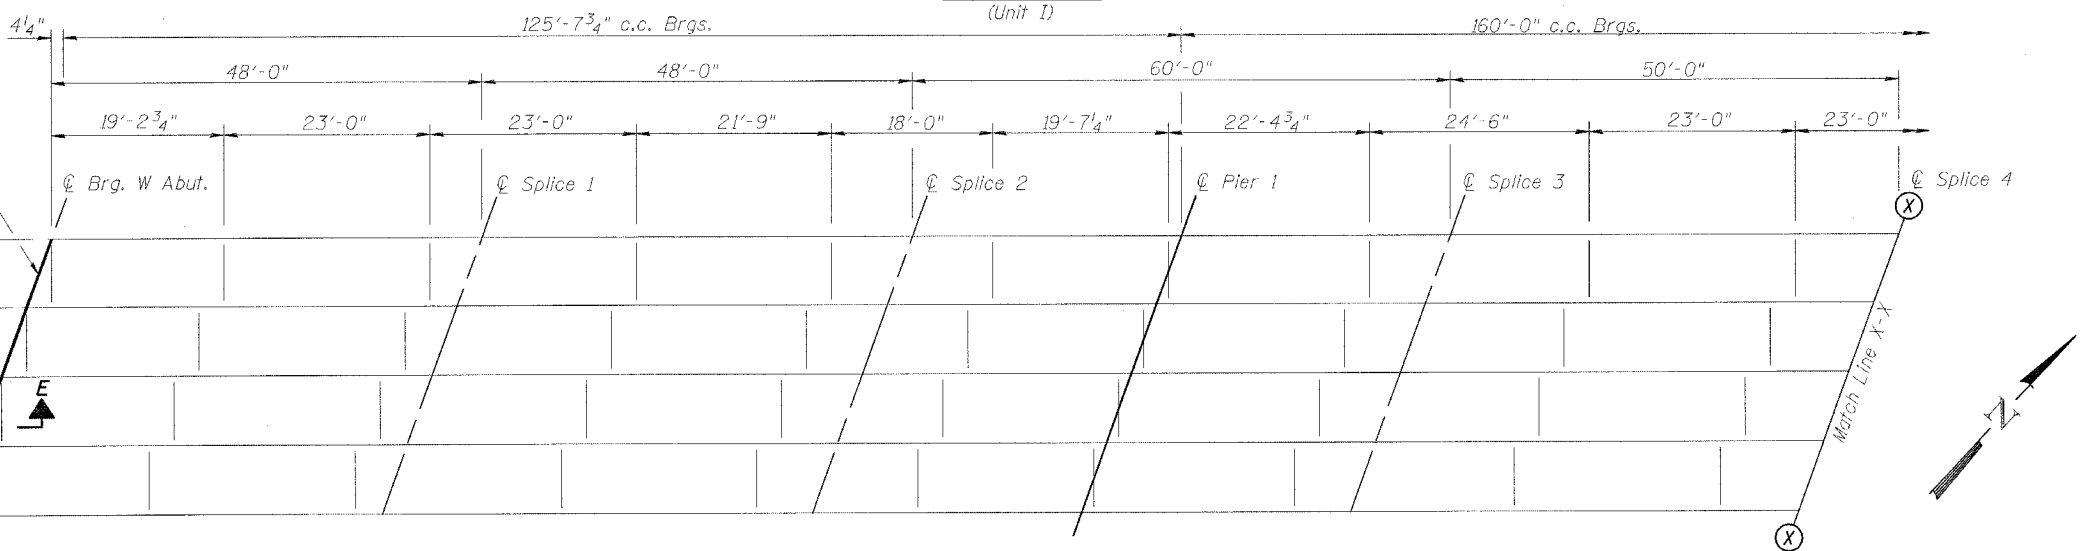 (Unit I)
4¼"
125'-7¾" c.c. Brgs.
160'-0" c.c. Brgs.
48'-0"
48'-0"
60'-0"
50'-0"
19'-2¾"
23'-0"
23'-0"
21'-9"
18'-0"
19'-7¼"
22'-4¾"
24'-6"
23'-0"
23'-0"
℄ Brg. W Abut.
℄ Splice 1
℄ Splice 2
℄ Pier 1
℄ Splice 3
℄ Splice 4
X
Match Line X-X
E
N
X